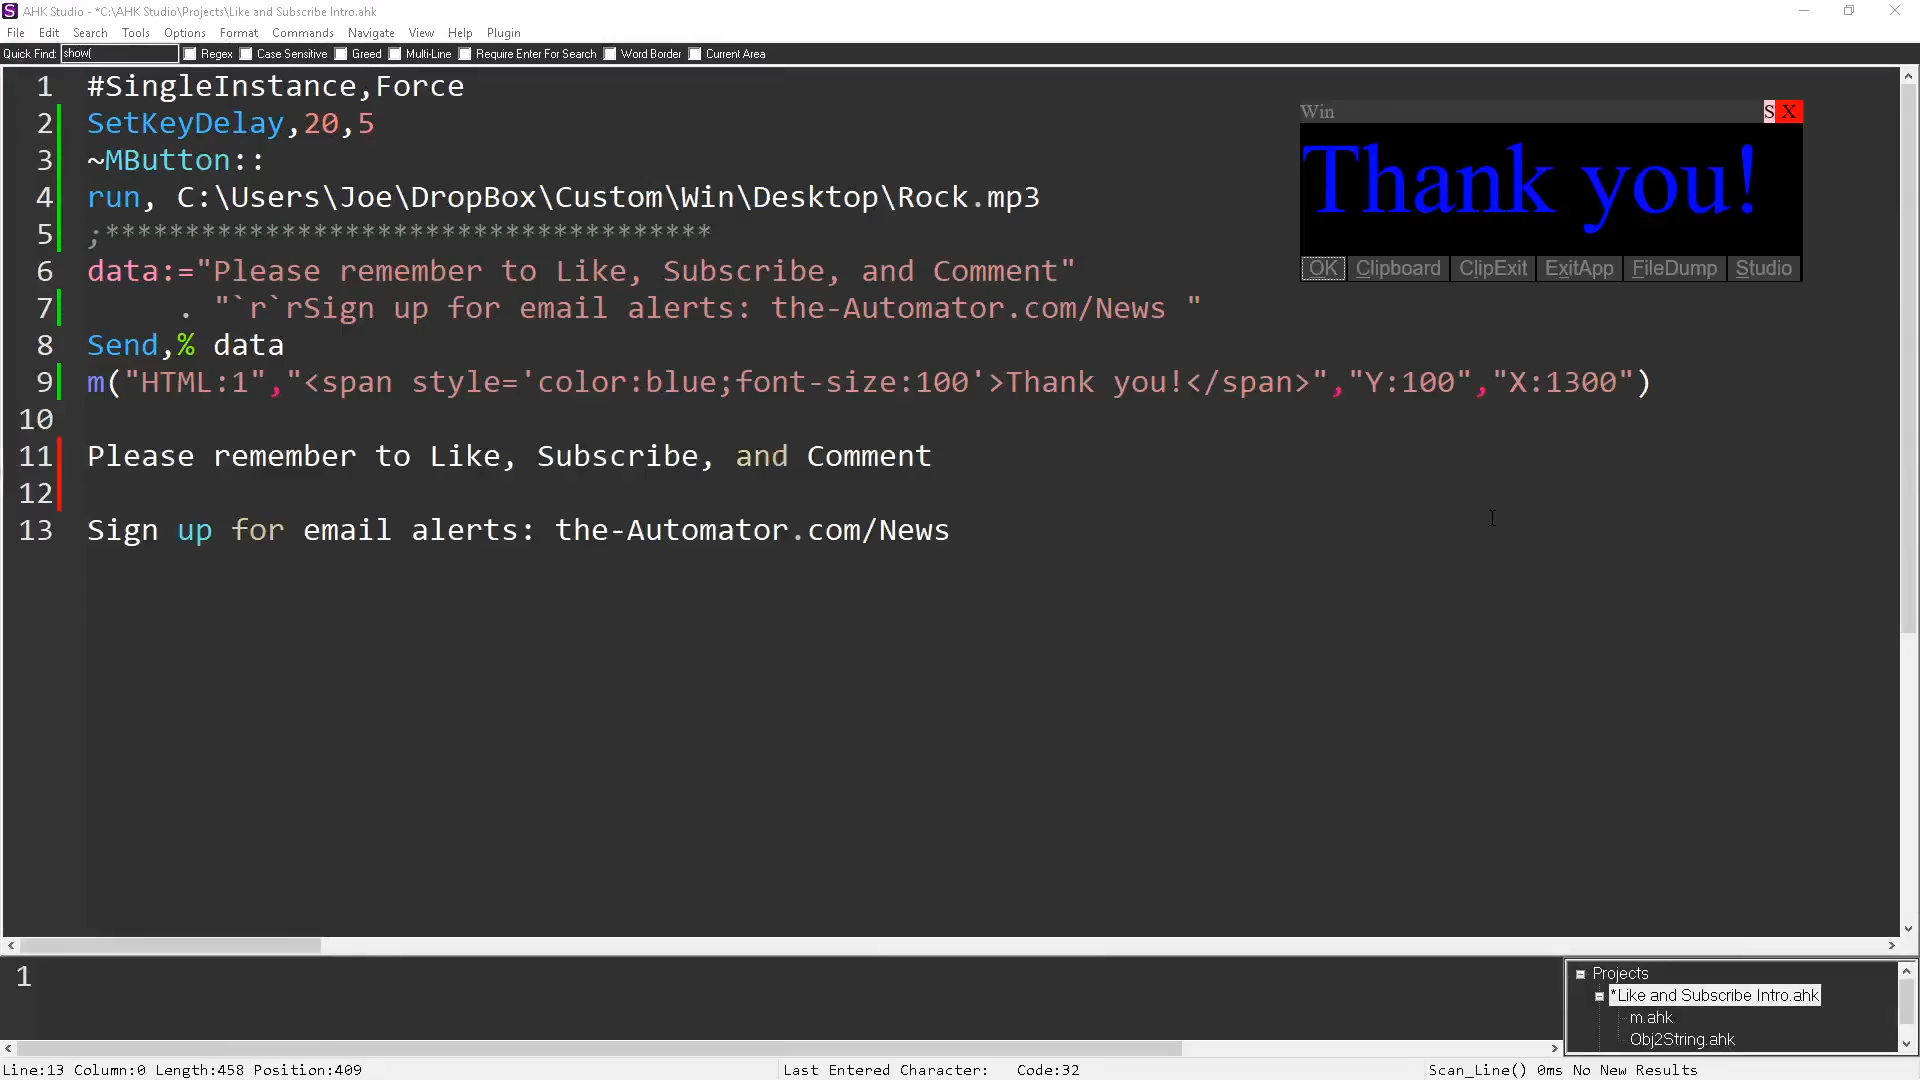 AHK Studio - *C:\AHK Studio\Projects\Like and Subscribe Intro.ahk
File Edit Search Tools Options Format Commands Navigate View Help Plugin
Quick Find: show( Regex Case Sensitive Greed Multi-Line Require Enter For Search Word Border Current Area
1 #SingleInstance,Force
2 SetKeyDelay,20,5
3 ~MButton::
4 run, C:\Users\Joe\DropBox\Custom\Win\Desktop\Rock.mp3
5 ;**********************************
6 data:="Please remember to Like, Subscribe, and Comment"
7 . "`r`rSign up for email alerts: the-Automator.com/News "
8 Send,% data
9 m("HTML:1","<span style='color:blue;font-size:100'>Thank you!</span>","Y:100","X:1300")
10
11 Please remember to Like, Subscribe, and Comment
12
13 Sign up for email alerts: the-Automator.com/News
Win S X
Thank you!
OK Clipboard ClipExit ExitApp FileDump Studio
1
Projects
*Like and Subscribe Intro.ahk
m.ahk
Obj2String.ahk
Line:13 Column:0 Length:458 Position:409 Last Entered Character: Code:32 Scan_Line() 0ms No New Results